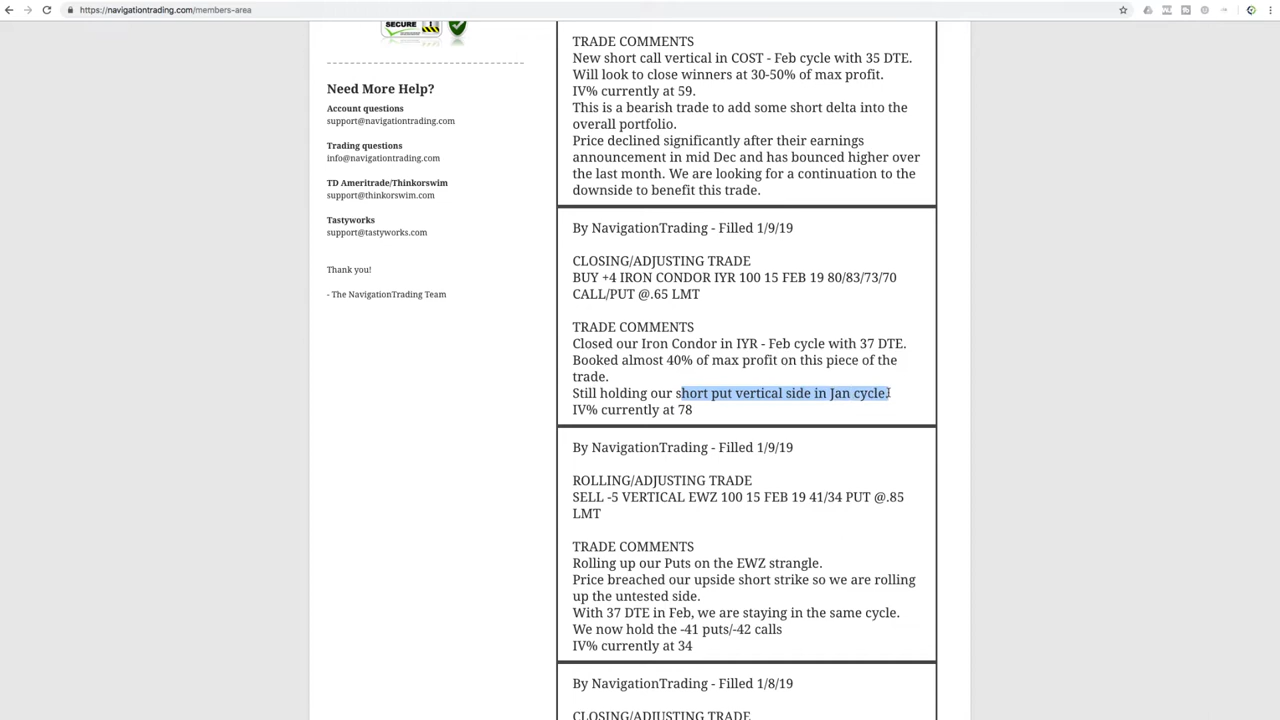 https://navigationtrading.com/members-area
SECURE
Need More Help?
Account questions
support@navigationtrading.com
Trading questions
info@navigationtrading.com
TD Ameritrade/Thinkorswim
support@thinkorswim.com
Tastyworks
support@tastyworks.com
Thank you!
- The NavigationTrading Team
TRADE COMMENTS
New short call vertical in COST - Feb cycle with 35 DTE.
Will look to close winners at 30-50% of max profit.
IV% currently at 59.
This is a bearish trade to add some short delta into the
overall portfolio.
Price declined significantly after their earnings
announcement in mid Dec and has bounced higher over
the last month. We are looking for a continuation to the
downside to benefit this trade.
By NavigationTrading - Filled 1/9/19
CLOSING/ADJUSTING TRADE
BUY +4 IRON CONDOR IYR 100 15 FEB 19 80/83/73/70
CALL/PUT @.65 LMT
TRADE COMMENTS
Closed our Iron Condor in IYR - Feb cycle with 37 DTE.
Booked almost 40% of max profit on this piece of the
trade.
Still holding our short put vertical side in Jan cycle.
IV% currently at 78
By NavigationTrading - Filled 1/9/19
ROLLING/ADJUSTING TRADE
SELL -5 VERTICAL EWZ 100 15 FEB 19 41/34 PUT @.85
LMT
TRADE COMMENTS
Rolling up our Puts on the EWZ strangle.
Price breached our upside short strike so we are rolling
up the untested side.
With 37 DTE in Feb, we are staying in the same cycle.
We now hold the -41 puts/-42 calls
IV% currently at 34
By NavigationTrading - Filled 1/8/19
CLOSING/ADJUSTING TRADE